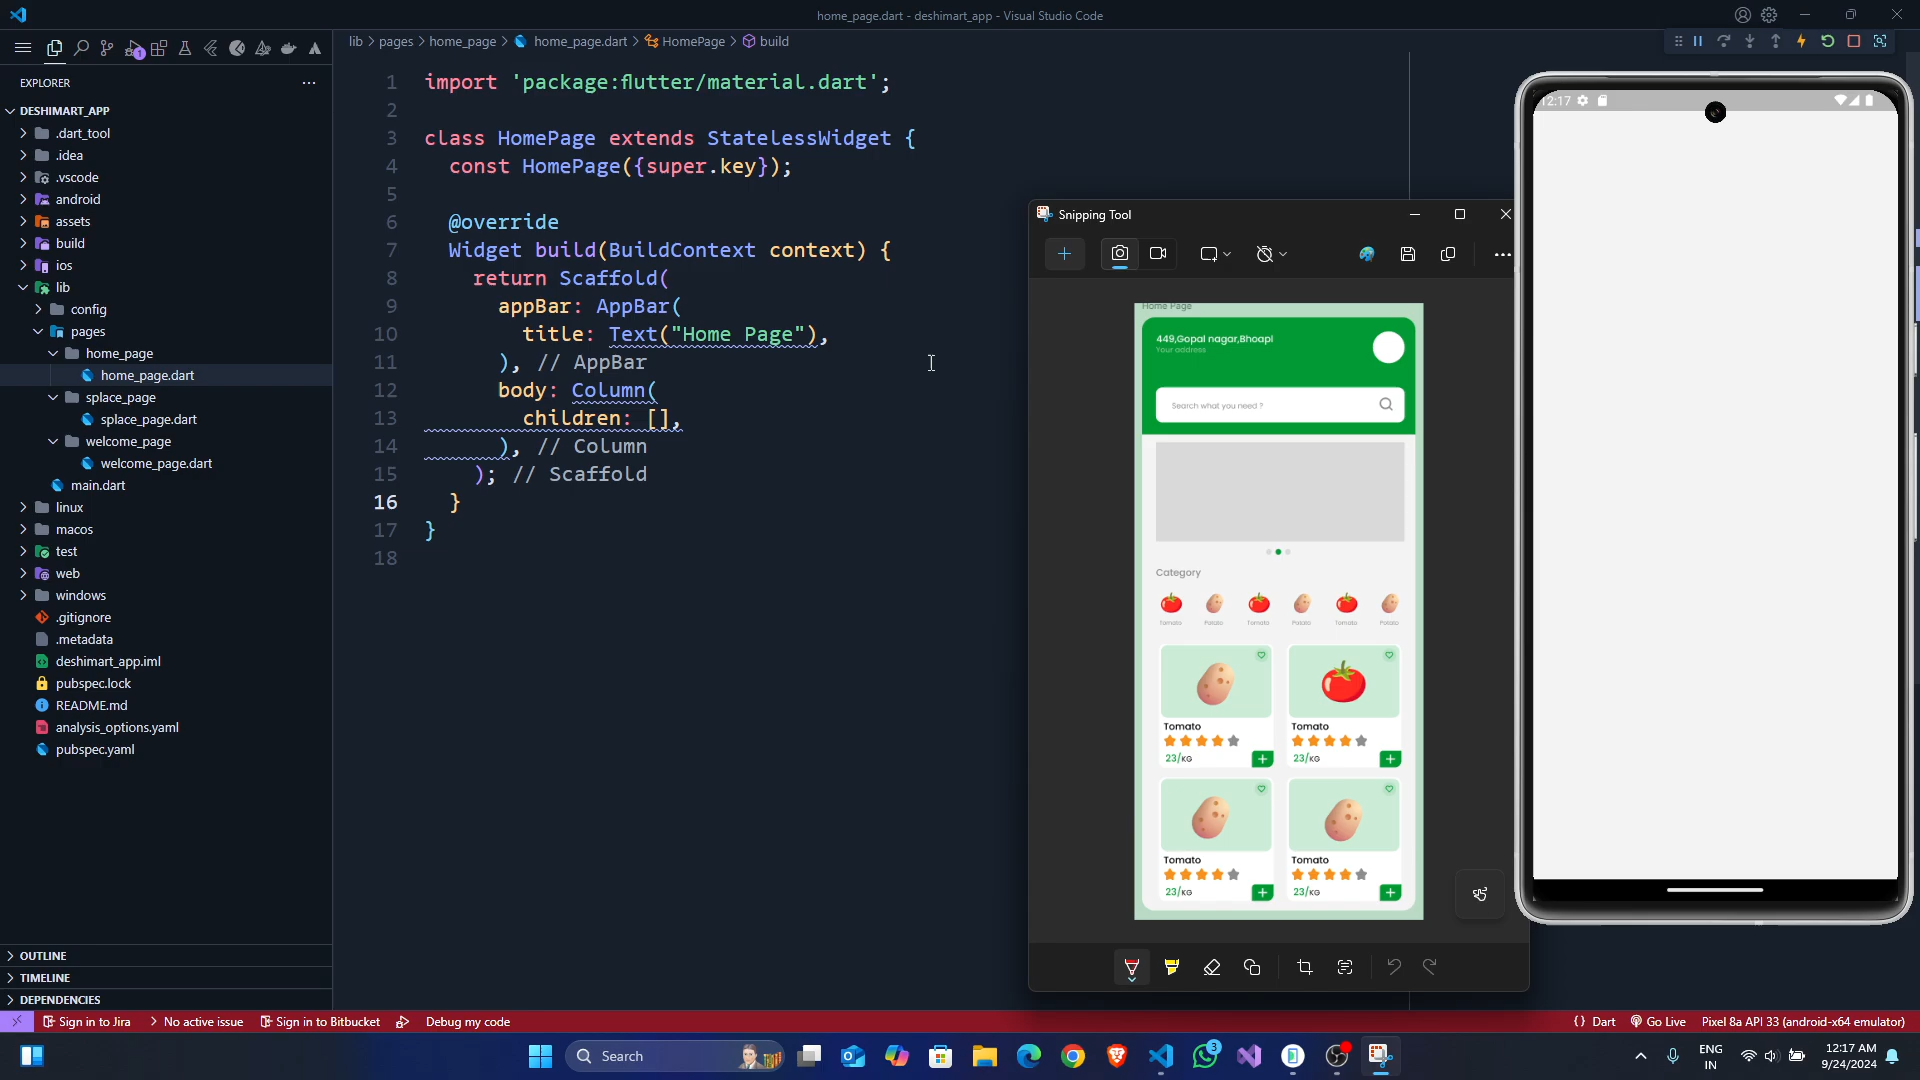 home_page.dart - deshimart_app - Visual Studio Code
1
EXPLORER
DESHIMART_APP
.dart_tool
.idea
.vscode
android
assets
build
ios
lib
config
pages
home_page
home_page.dart
splace_page
splace_page.dart
welcome_page
welcome_page.dart
main.dart
linux
macos
test
web
windows
.gitignore
.metadata
deshimart_app.iml
pubspec.lock
README.md
analysis_options.yaml
pubspec.yaml
OUTLINE
TIMELINE
DEPENDENCIES
lib > pages > home_page > home_page.dart > HomePage > build
1 import 'package:flutter/material.dart';
2
3 class HomePage extends StatelessWidget {
4 const HomePage({super.key});
5
6 @override
7 Widget build(BuildContext context) {
8 return Scaffold(
9 appBar: AppBar(
10 title: Text("Home Page"),
11 ), // AppBar
12 body: Column(
13 children: [],
14 ), // Column
15 ); // Scaffold
16 }
17 }
18
Snipping Tool
Home Page
449,Gopal nagar,Bhoapl
Your address
Search what you need ?
Category
Tomato Potato Tomato Potato Tomato Potato
Tomato Tomato
23/KG 23/KG
Tomato Tomato
23/KG 23/KG
12:17
Sign in to Jira
No active issue
Sign in to Bitbucket
Debug my code
{} Dart
Go Live
Pixel 8a API 33 (android-x64 emulator)
Search
3
ENG
IN
12:17 AM
9/24/2024